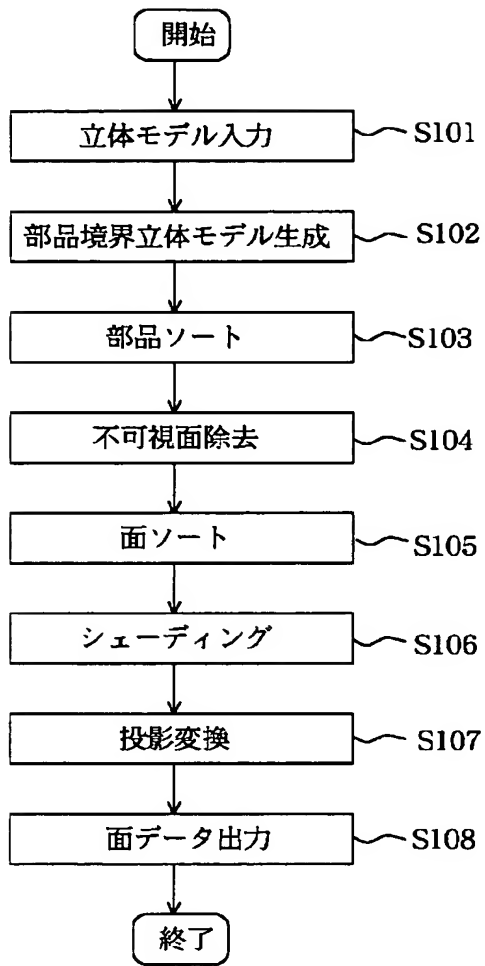 開始
立体モデル入力
S101
部品境界立体モデル生成
S102
部品ソート
S103
不可視面除去
S104
面ソート
S105
シェーディング
S106
投影変換
S107
面データ出力
S108
終了